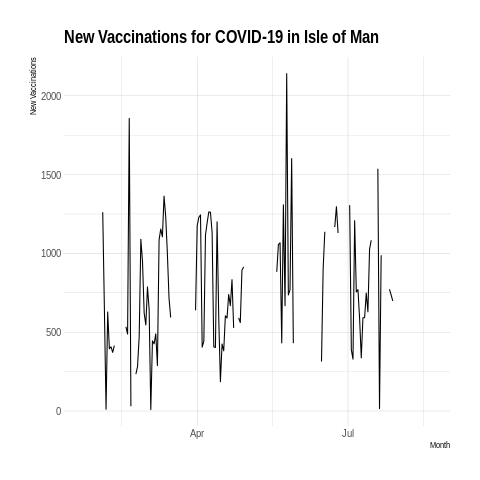 New Vaccinations for COVID-19 in Isle of Man
New Vaccinations
2000
1500
1000
500
0
Apr
Jul
Month